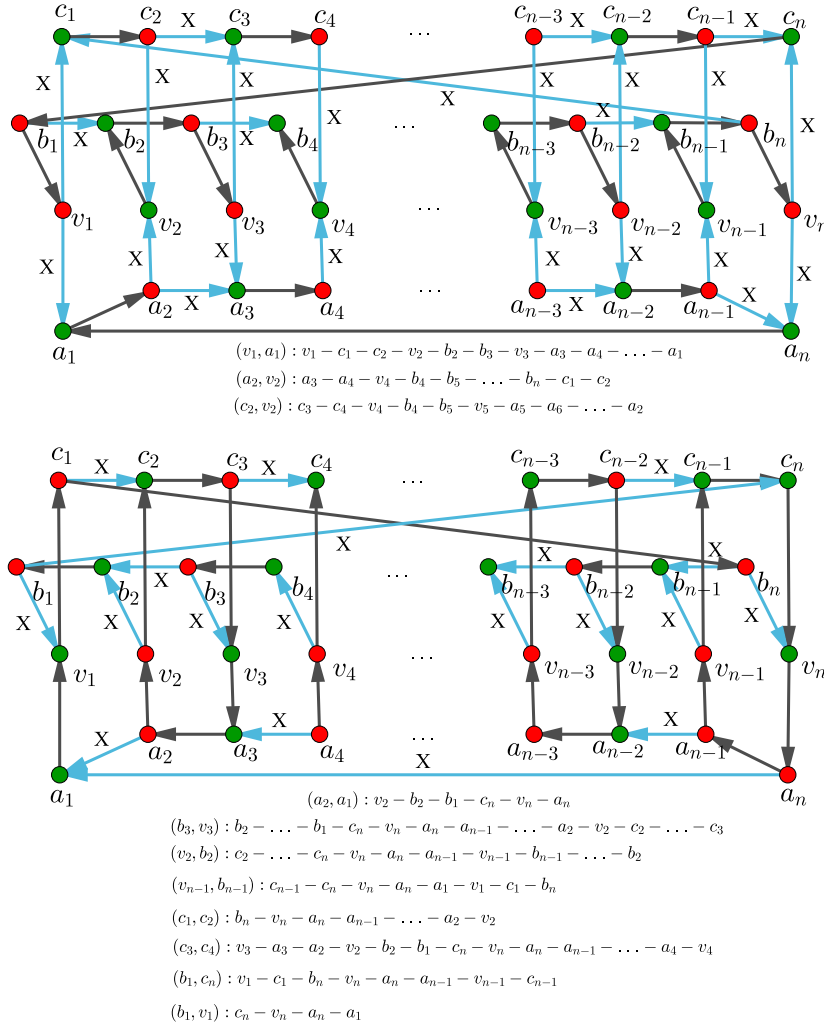 c₁ c₂ c₃ c₄ ... cₙ₋₃ cₙ₋₂ cₙ₋₁ cₙ
X X X
X X X X X X X X
b₁ b₂ b₃ b₄ ... bₙ₋₃ bₙ₋₂ bₙ₋₁ bₙ
X X X X
v₁ v₂ v₃ v₄ ... vₙ₋₃ vₙ₋₂ vₙ₋₁ vₙ
X X X X X X X X
a₂ a₃ a₄ ... aₙ₋₃ aₙ₋₂ aₙ₋₁
X X X
a₁ aₙ
(v₁, a₁) : v₁ − c₁ − c₂ − v₂ − b₂ − b₃ − v₃ − a₃ − a₄ − ... − a₁
(a₂, v₂) : a₃ − a₄ − v₄ − b₄ − b₅ − ... − bₙ − c₁ − c₂
(c₂, v₂) : c₃ − c₄ − v₄ − b₄ − b₅ − v₅ − a₅ − a₆ − ... − a₂
c₁ c₂ c₃ c₄ ... cₙ₋₃ cₙ₋₂ cₙ₋₁ cₙ
X X X
X
X X X
b₁ b₂ b₃ b₄ ... bₙ₋₃ bₙ₋₂ bₙ₋₁ bₙ
X X X X X X X X
v₁ v₂ v₃ v₄ ... vₙ₋₃ vₙ₋₂ vₙ₋₁ vₙ
X X X
a₂ a₃ a₄ ... aₙ₋₃ aₙ₋₂ aₙ₋₁
X
a₁ aₙ
(a₂, a₁) : v₂ − b₂ − b₁ − cₙ − vₙ − aₙ
(b₃, v₃) : b₂ − ... − b₁ − cₙ − vₙ − aₙ − aₙ₋₁ − ... − a₂ − v₂ − c₂ − ... − c₃
(v₂, b₂) : c₂ − ... − cₙ − vₙ − aₙ − aₙ₋₁ − vₙ₋₁ − bₙ₋₁ − ... − b₂
(vₙ₋₁, bₙ₋₁) : cₙ₋₁ − cₙ − vₙ − aₙ − a₁ − v₁ − c₁ − bₙ
(c₁, c₂) : bₙ − vₙ − aₙ − aₙ₋₁ − ... − a₂ − v₂
(c₃, c₄) : v₃ − a₃ − a₂ − v₂ − b₂ − b₁ − cₙ − vₙ − aₙ − aₙ₋₁ − ... − a₄ − v₄
(b₁, cₙ) : v₁ − c₁ − bₙ − vₙ − aₙ − aₙ₋₁ − vₙ₋₁ − cₙ₋₁
(b₁, v₁) : cₙ − vₙ − aₙ − a₁